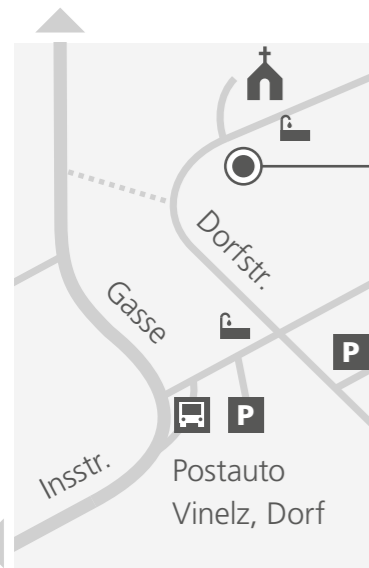 Dorfstr.
Gasse
P
P
Insstr.
Postauto
Vinelz, Dorf